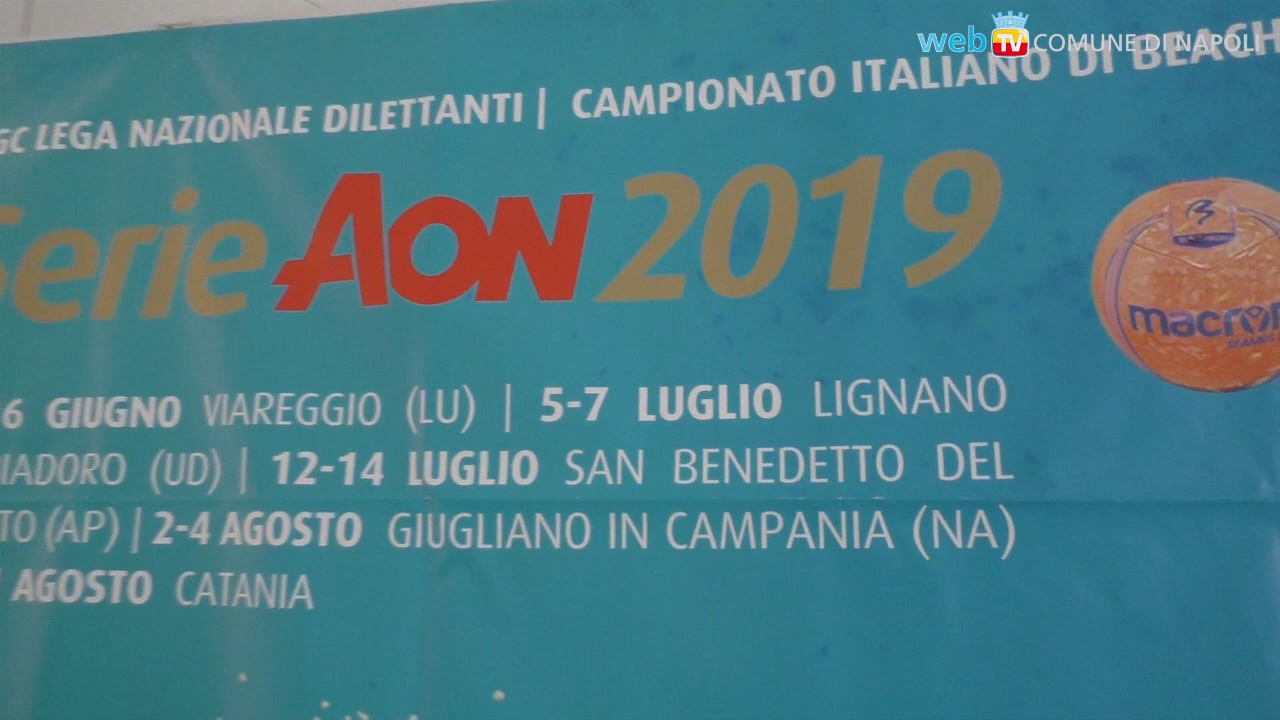 web TV COMUNE DI NAPOLI
GC LEGA NAZIONALE DILETTANTI | CAMPIONATO ITALIANO DI BEACH
Serie AON 2019
macron
6 GIUGNO VIAREGGIO (LU) | 5-7 LUGLIO LIGNANO
IADORO (UD) | 12-14 LUGLIO SAN BENEDETTO DEL
TO (AP) | 2-4 AGOSTO GIUGLIANO IN CAMPANIA (NA)
AGOSTO CATANIA